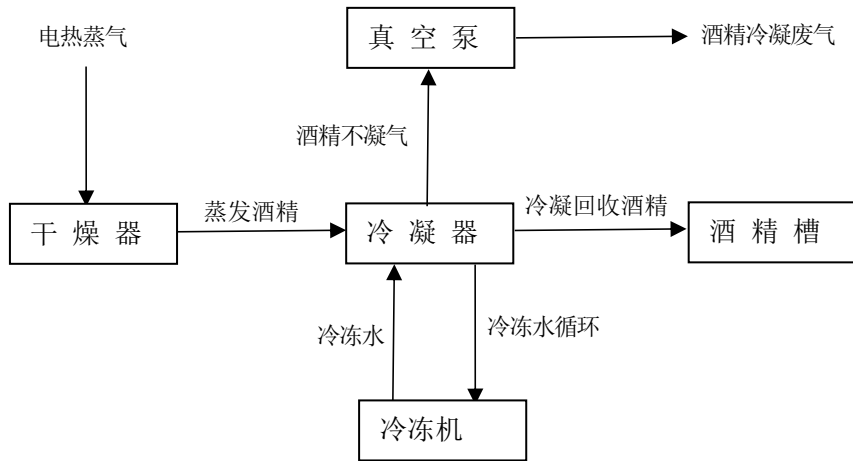 电热蒸气
真空泵
酒精冷凝废气
酒精不凝气
干燥器
蒸发酒精
冷凝器
冷凝回收酒精
酒精槽
冷冻水
冷冻水循环
冷冻机